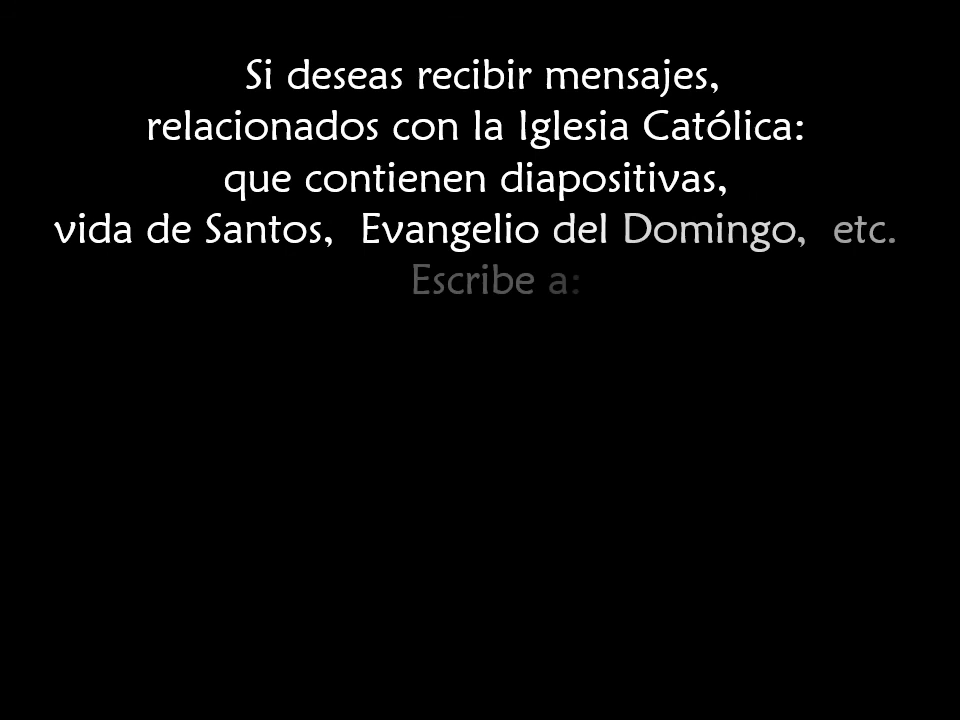 Si deseas recibir mensajes,
relacionados con la Iglesia Católica:
que contienen diapositivas,
vida de Santos, Evangelio del Domingo, etc.
Escribe a: